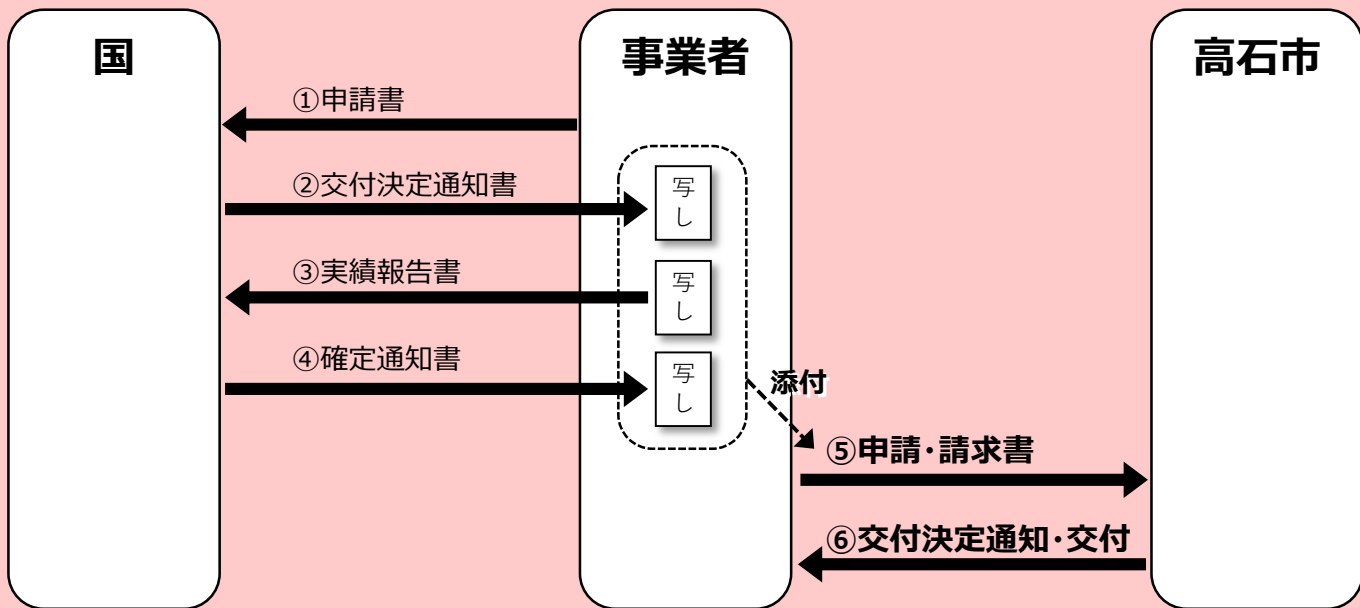 国
事業者
高石市
①申請書
②交付決定通知書
写
し
③実績報告書
写
し
④確定通知書
写
し
添付
⑤申請・請求書
⑥交付決定通知・交付